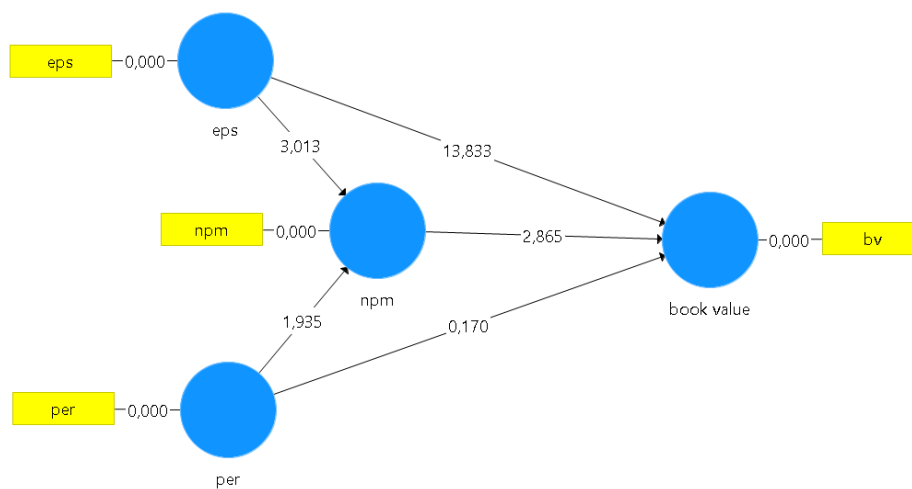 eps
0,000
eps
3,013
13,833
npm
0,000
npm
2,865
0,000
bv
book value
1,935
0,170
per
0,000
per